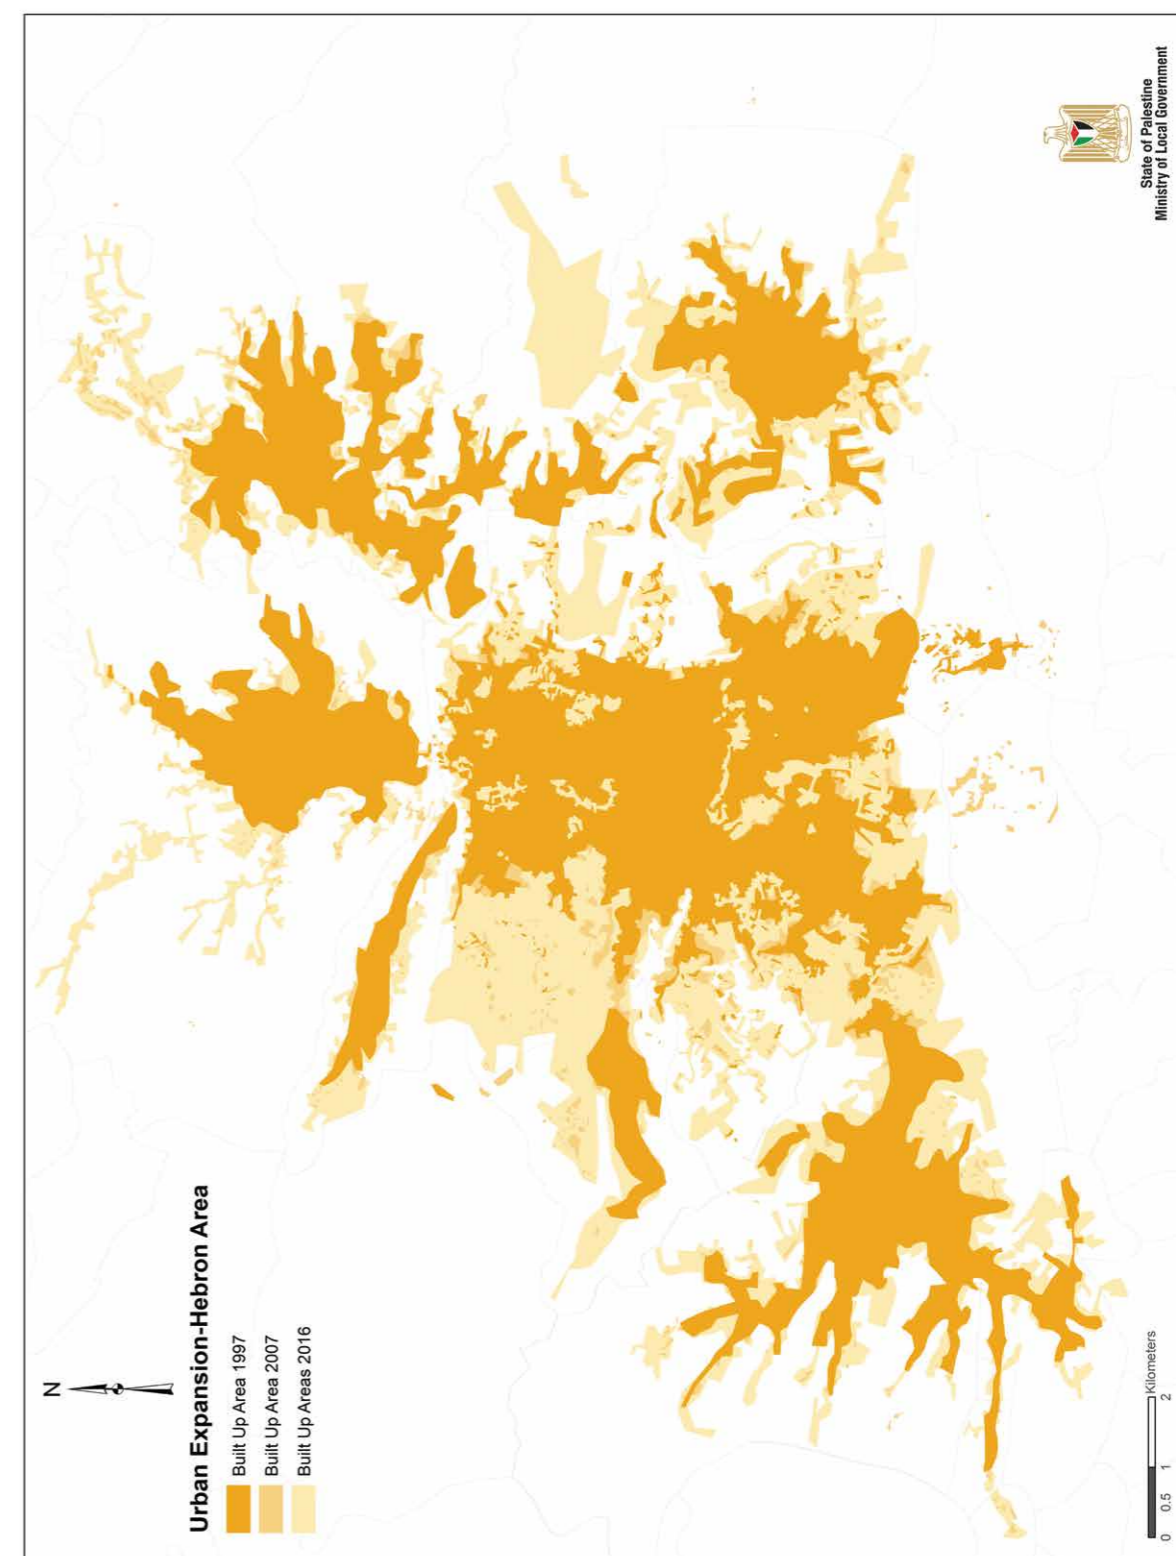 N
Urban Expansion-Hebron Area
Built Up Area 1997
Built Up Area 2007
Built Up Areas 2016
0 0.5 1 2
Kilometers
State of Palestine
Ministry of Local Government